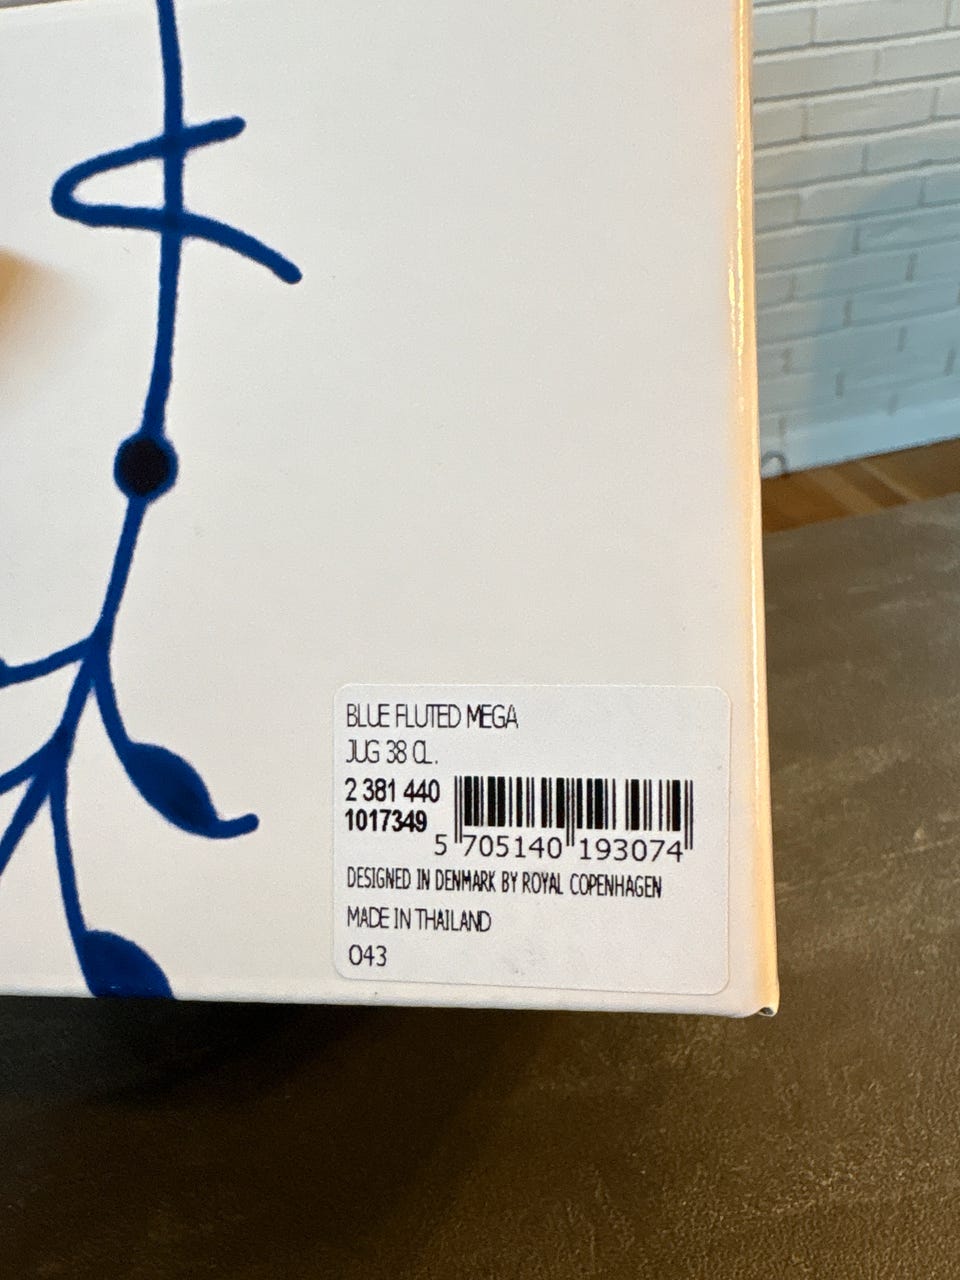 BLUE FLUTED MEGA
JUG 38 CL.
2 381 440
1017349
5 705140 193074
DESIGNED IN DENMARK BY ROYAL COPENHAGEN
MADE IN THAILAND
043